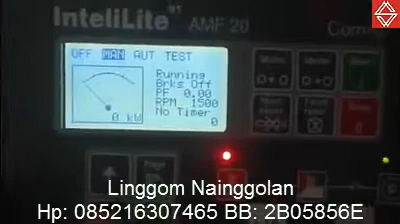 InteliLite NT AMF 20
OFF MAN AUT TEST
Running
Brks Off
PF 0.00
RPM 1500
No Timer
0 kW 0
Linggom Nainggolan
Hp: 085216307465 BB: 2B05856E